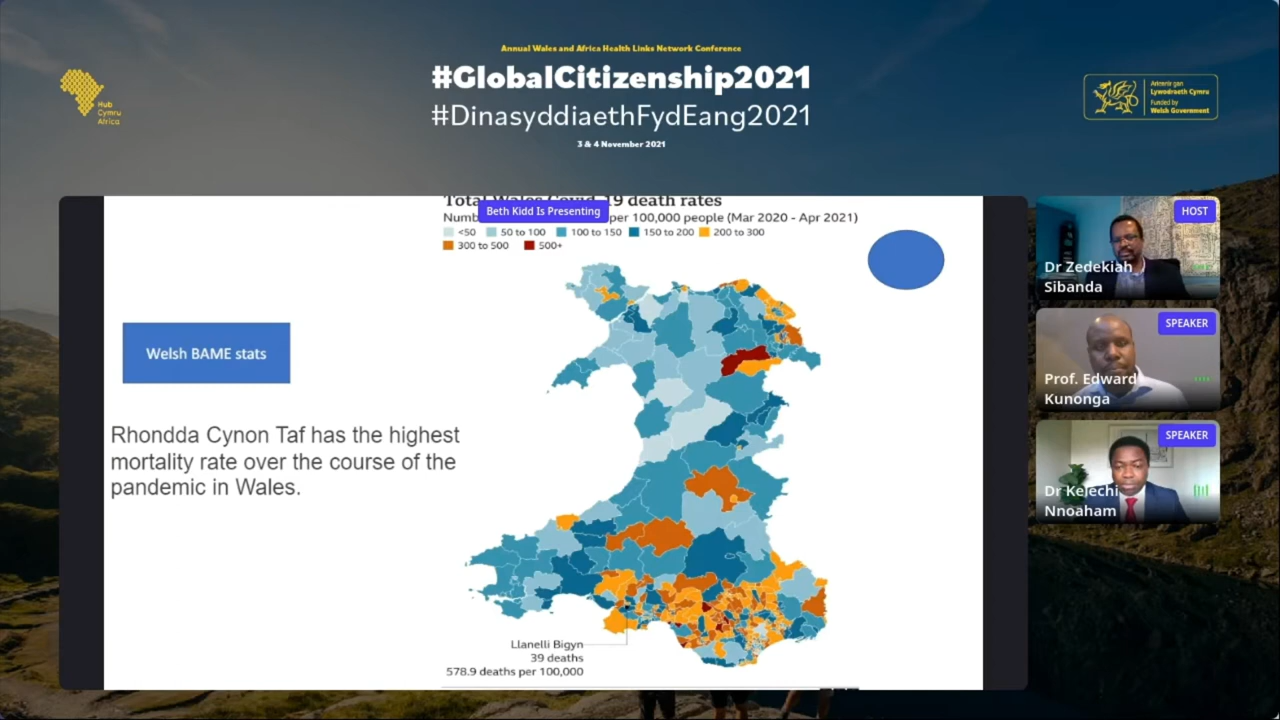 Annual Wales and Africa Health Links Network Conference
#GlobalCitizenship2021
#DinasyddiaethFydEang2021
3 & 4 November 2021
Hub
Cymru
Africa
Ariennir gan
Lywodraeth Cymru
Funded by
Welsh Government
Total Wales Covid-19 death rates
Beth Kidd Is Presenting
per 100,000 people (Mar 2020 - Apr 2021)
<50
50 to 100
100 to 150
150 to 200
200 to 300
300 to 500
500+
Welsh BAME stats
Rhondda Cynon Taf has the highest
mortality rate over the course of the
pandemic in Wales.
Llanelli Bigyn
39 deaths
578.9 deaths per 100,000
HOST
Dr Zedekiah
Sibanda
SPEAKER
Prof. Edward
Kunonga
SPEAKER
Dr Kelechi
Nnoaham